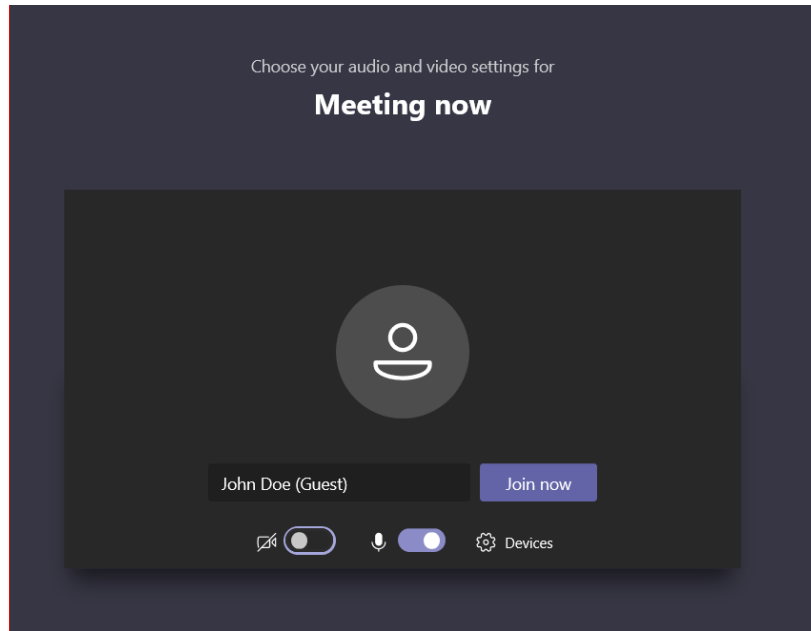 Choose your audio and video settings for
Meeting now
John Doe (Guest)
Join now
Devices